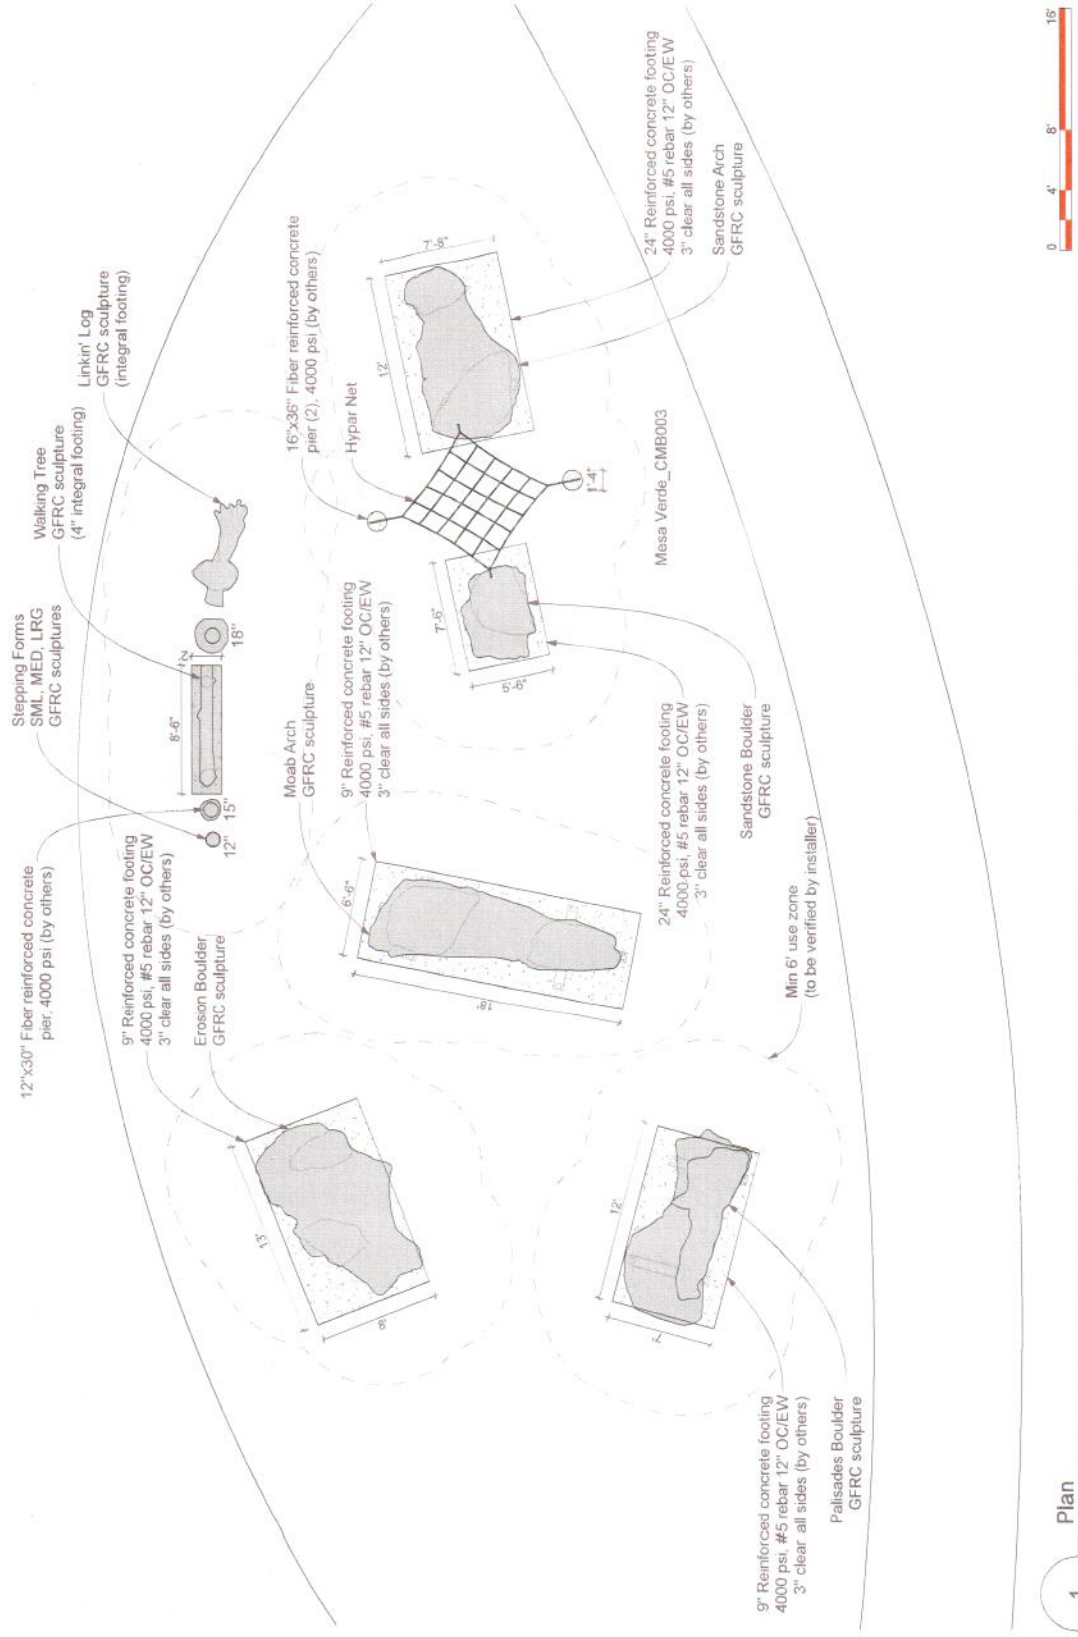 12"x30" Fiber reinforced concrete
pier, 4000 psi (by others)
Stepping Forms
SML, MED, LRG
GFRC sculptures
Walking Tree
GFRC sculpture
(4" integral footing)
Linkin' Log
GFRC sculpture
(integral footing)
9" Reinforced concrete footing
4000 psi, #5 rebar 12" OC/EW
3" clear all sides (by others)
Erosion Boulder
GFRC sculpture
12"
15"
8'-6"
2'
18"
16"x36" Fiber reinforced concrete
pier (2), 4000 psi (by others)
Hypar Net
Moab Arch
GFRC sculpture
9" Reinforced concrete footing
4000 psi, #5 rebar 12" OC/EW
3" clear all sides (by others)
13'
8'
6'-6"
18'
7'-6"
5'-9"
12'
7'-8"
1'-4"
24" Reinforced concrete footing
4000 psi, #5 rebar 12" OC/EW
3" clear all sides (by others)
Sandstone Arch
GFRC sculpture
Mesa Verde_CMB003
24" Reinforced concrete footing
4000 psi, #5 rebar 12" OC/EW
3" clear all sides (by others)
Sandstone Boulder
GFRC sculpture
Min 6' use zone
(to be verified by installer)
12'
7'
9" Reinforced concrete footing
4000 psi, #5 rebar 12" OC/EW
3" clear all sides (by others)
Palisades Boulder
GFRC sculpture
1
Plan
0
4'
8'
16'